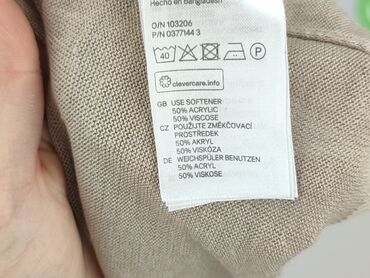 Hecho en Bangladesh
O/N 103206
P/N 0377144 3
40 P
clevercare.info
GB USE SOFTENER
50% ACRYLIC
50% VISCOSE
CZ POUŽIJTE ZMĚKČOVACÍ
PROSTŘEDEK
50% AKRYL
50% VISKÓZA
DE WEICHSPÜLER BENUTZEN
50% ACRYL
50% VISKOSE